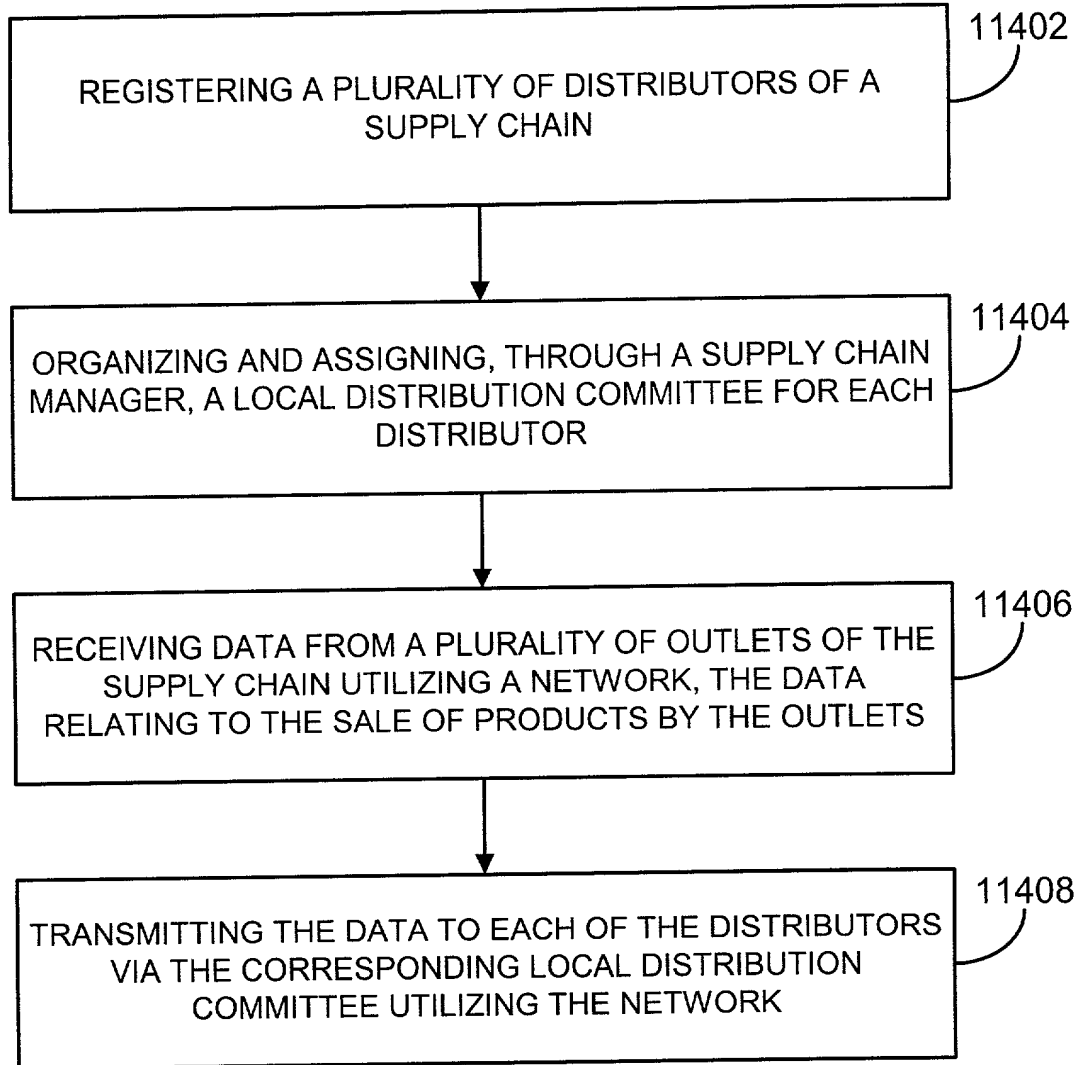 11402
REGISTERING A PLURALITY OF DISTRIBUTORS OF A
SUPPLY CHAIN
11404
ORGANIZING AND ASSIGNING, THROUGH A SUPPLY CHAIN
MANAGER, A LOCAL DISTRIBUTION COMMITTEE FOR EACH
DISTRIBUTOR
11406
RECEIVING DATA FROM A PLURALITY OF OUTLETS OF THE
SUPPLY CHAIN UTILIZING A NETWORK, THE DATA
RELATING TO THE SALE OF PRODUCTS BY THE OUTLETS
11408
TRANSMITTING THE DATA TO EACH OF THE DISTRIBUTORS
VIA THE CORRESPONDING LOCAL DISTRIBUTION
COMMITTEE UTILIZING THE NETWORK